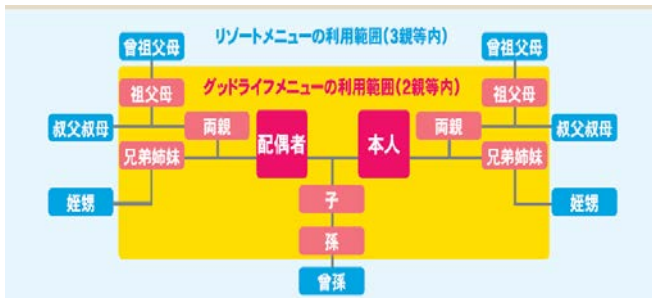 リゾートメニューの利用範囲(3親等内)
曾祖父母
曾祖父母
グッドライフメニューの利用範囲(2親等内)
祖父母
祖父母
叔父叔母
両親
配偶者
本人
両親
叔父叔母
兄弟姉妹
兄弟姉妹
姪甥
子
姪甥
孫
曾孫